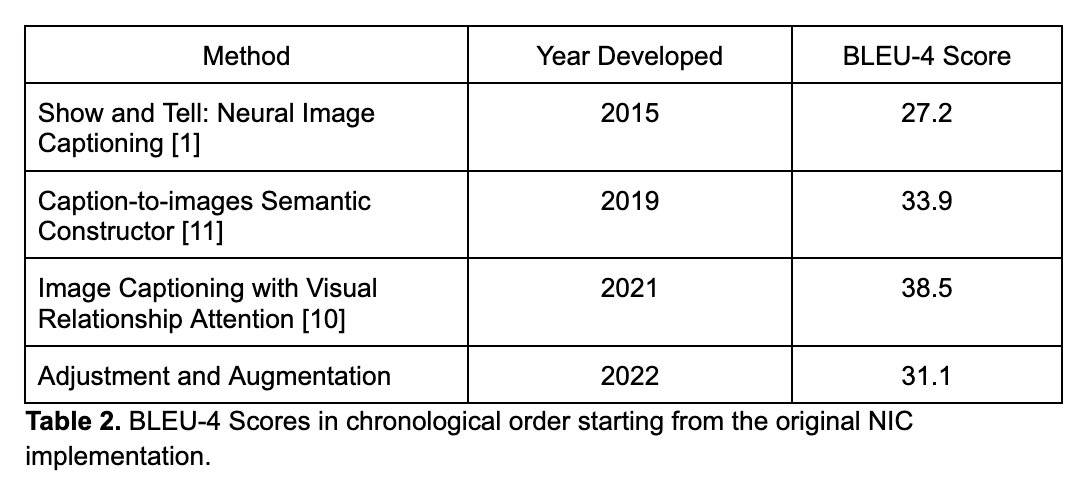 Method Year Developed BLEU-4 Score
Show and Tell: Neural Image
Captioning [1] 2015 27.2
Caption-to-images Semantic
Constructor [11] 2019 33.9
Image Captioning with Visual
Relationship Attention [10] 2021 38.5
Adjustment and Augmentation 2022 31.1
Table 2. BLEU-4 Scores in chronological order starting from the original NIC
implementation.